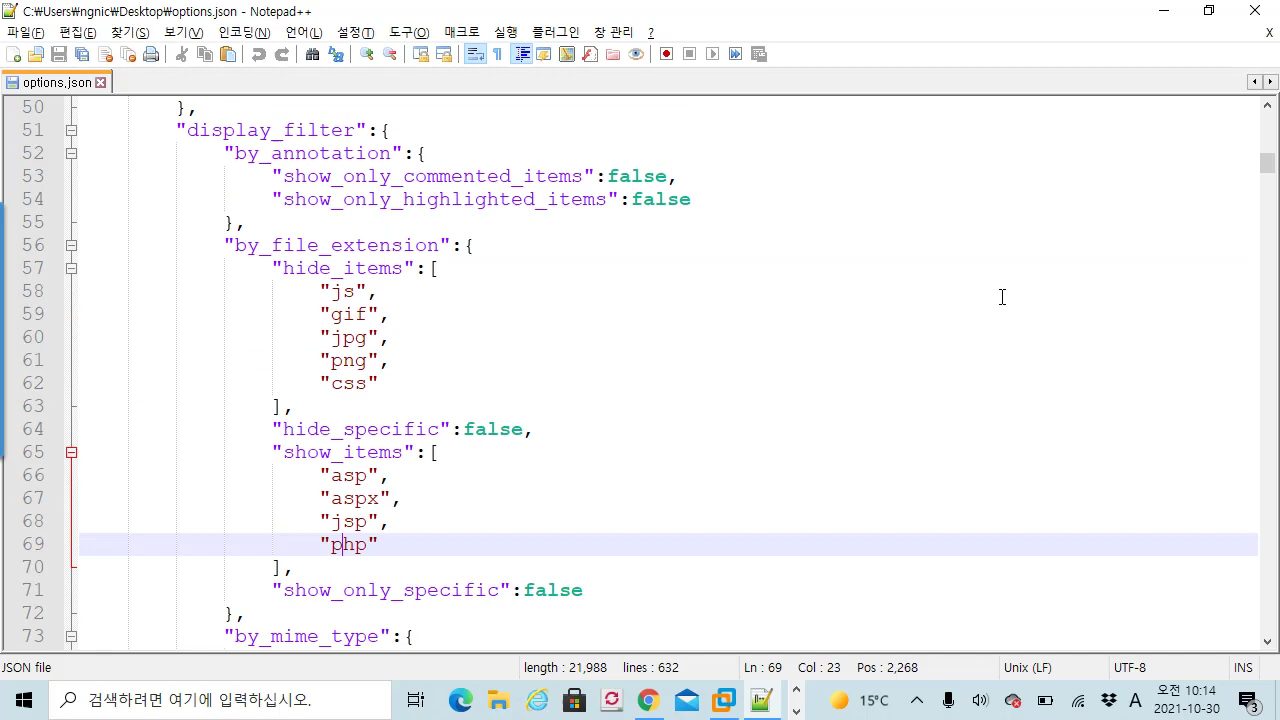 C:₩Users₩ngnic₩Desktop₩options.json - Notepad++
파일(F) 편집(E) 찾기(S) 보기(V) 인코딩(N) 언어(L) 설정(T) 도구(O) 매크로 실행 플러그인 창 관리 ? X
options.json
50 },
51 "display_filter":{
52 "by_annotation":{
53 "show_only_commented_items":false,
54 "show_only_highlighted_items":false
55 },
56 "by_file_extension":{
57 "hide_items":[
58 "js",
59 "gif",
60 "jpg",
61 "png",
62 "css"
63 ],
64 "hide_specific":false,
65 "show_items":[
66 "asp",
67 "aspx",
68 "jsp",
69 "php"
70 ],
71 "show_only_specific":false
72 },
73 "by_mime_type":{
JSON file length : 21,988 lines : 632 Ln : 69 Col : 23 Pos : 2,268 Unix (LF) UTF-8 INS
검색하려면 여기에 입력하십시오. 15°C A 오전 10:14
2021-10-30 3